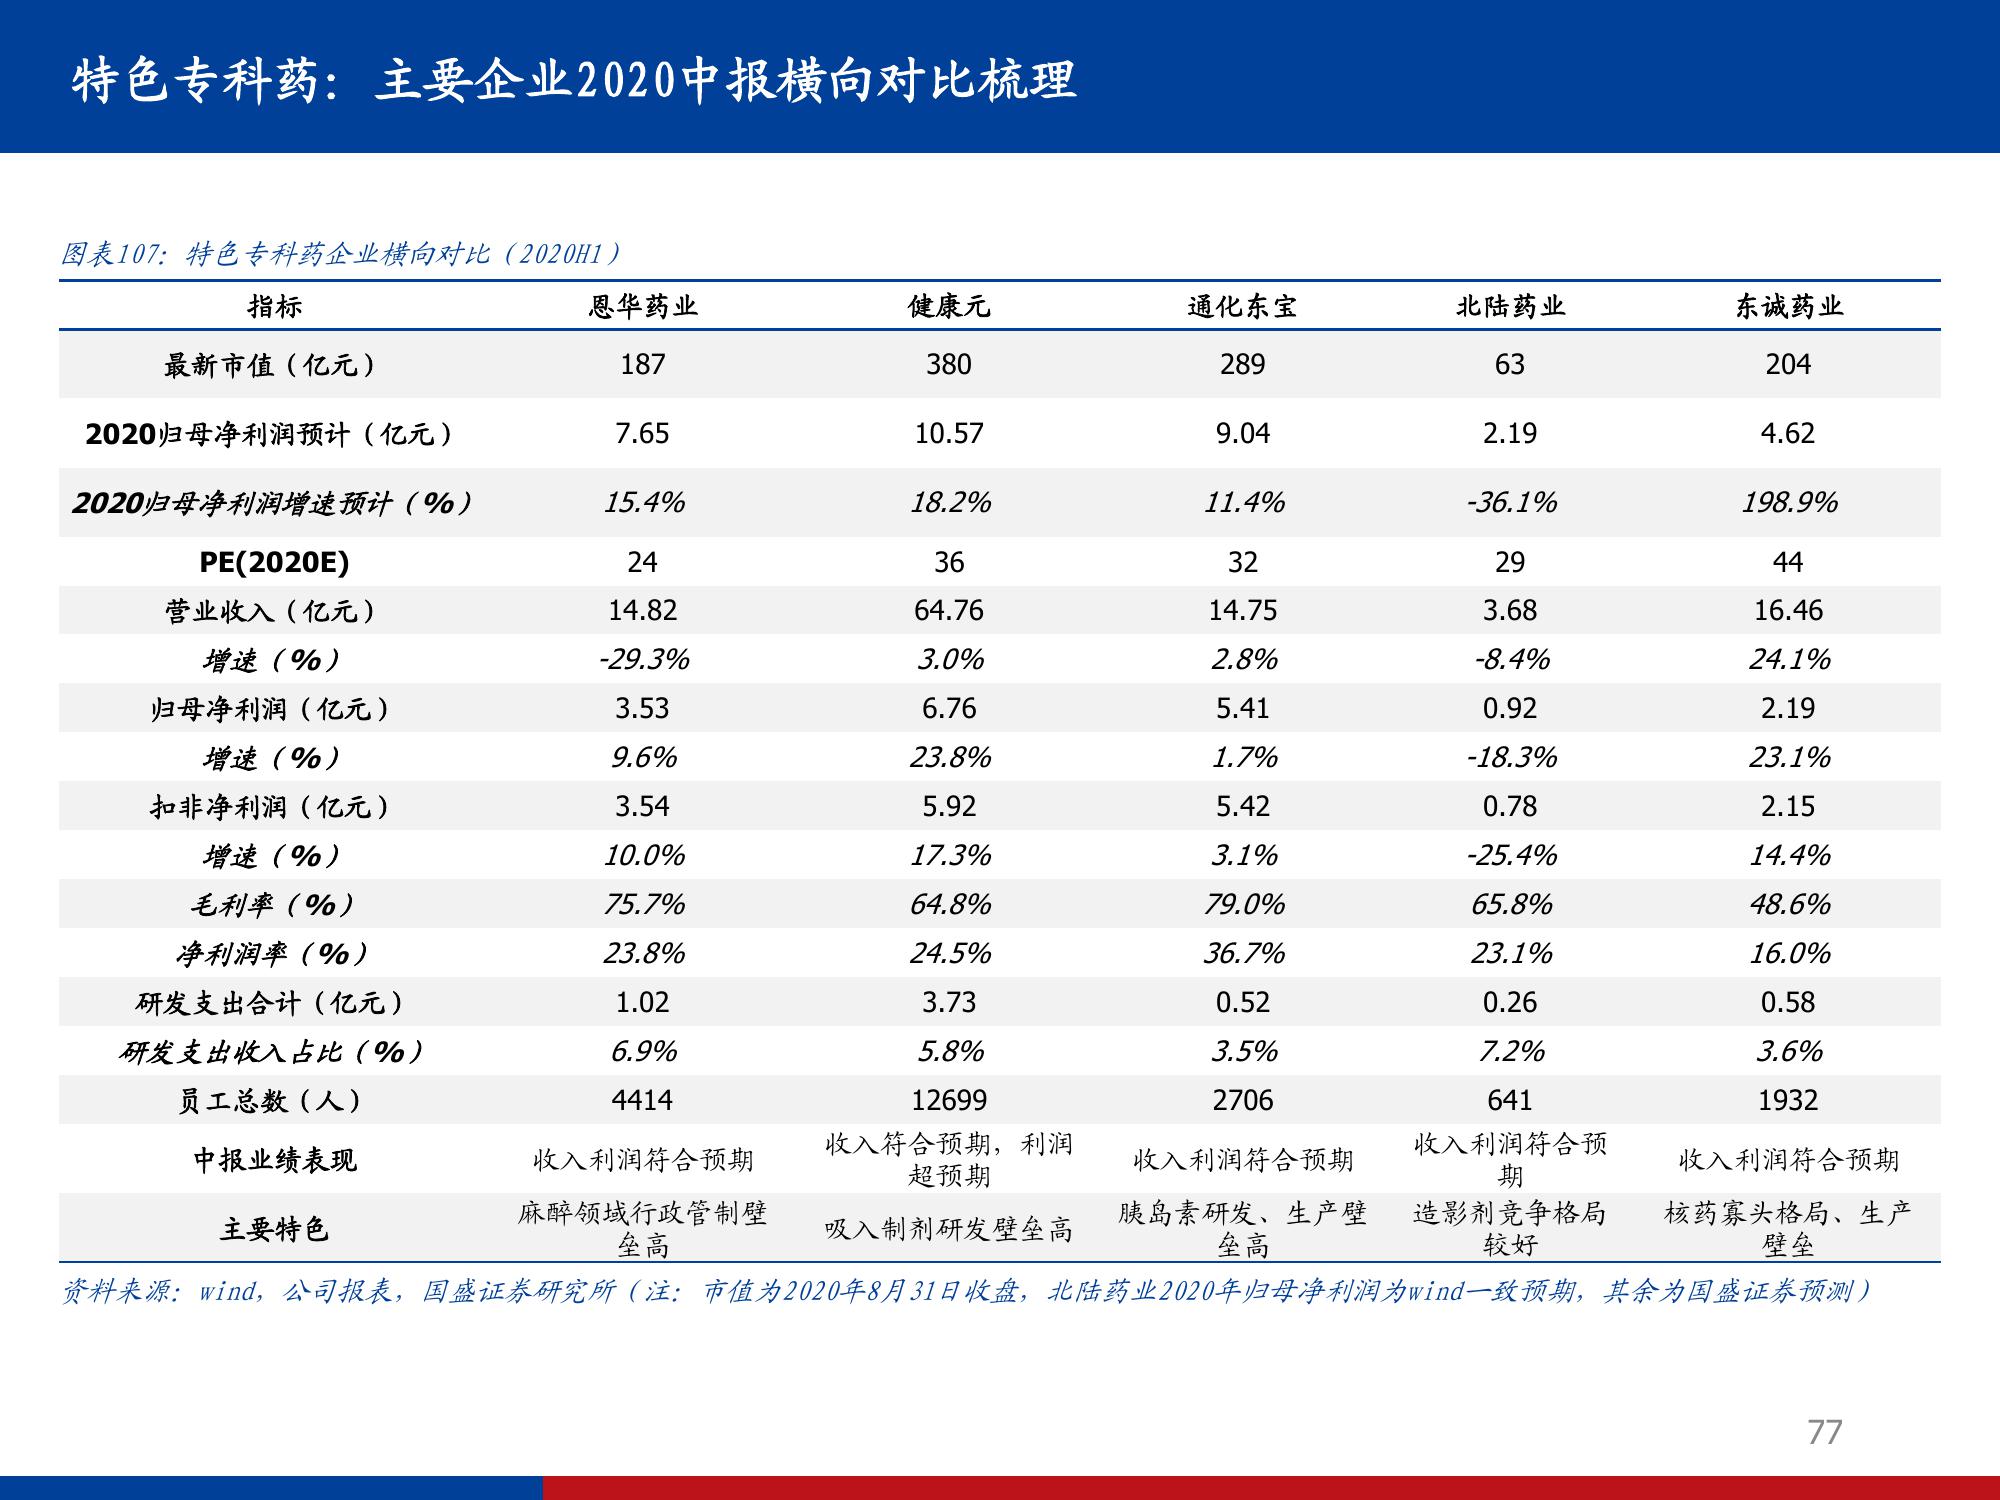 特色专科药：主要企业2020中报横向对比梳理
图表107：特色专科药企业横向对比（2020H1）
指标 恩华药业 健康元 通化东宝 北陆药业 东诚药业
最新市值（亿元） 187 380 289 63 204
2020归母净利润预计（亿元） 7.65 10.57 9.04 2.19 4.62
2020归母净利润增速预计（%） 15.4% 18.2% 11.4% -36.1% 198.9%
PE(2020E) 24 36 32 29 44
营业收入（亿元） 14.82 64.76 14.75 3.68 16.46
增速（%） -29.3% 3.0% 2.8% -8.4% 24.1%
归母净利润（亿元） 3.53 6.76 5.41 0.92 2.19
增速（%） 9.6% 23.8% 1.7% -18.3% 23.1%
扣非净利润（亿元） 3.54 5.92 5.42 0.78 2.15
增速（%） 10.0% 17.3% 3.1% -25.4% 14.4%
毛利率（%） 75.7% 64.8% 79.0% 65.8% 48.6%
净利润率（%） 23.8% 24.5% 36.7% 23.1% 16.0%
研发支出合计（亿元） 1.02 3.73 0.52 0.26 0.58
研发支出收入占比（%） 6.9% 5.8% 3.5% 7.2% 3.6%
员工总数（人） 4414 12699 2706 641 1932
中报业绩表现 收入利润符合预期 收入符合预期，利润超预期 收入利润符合预期 收入利润符合预期 收入利润符合预期
主要特色 麻醉领域行政管制壁垒高 吸入制剂研发壁垒高 胰岛素研发、生产壁垒高 造影剂竞争格局较好 核药寡头格局、生产壁垒
资料来源：wind，公司报表，国盛证券研究所（注：市值为2020年8月31日收盘，北陆药业2020年归母净利润为wind一致预期，其余为国盛证券预测）
77